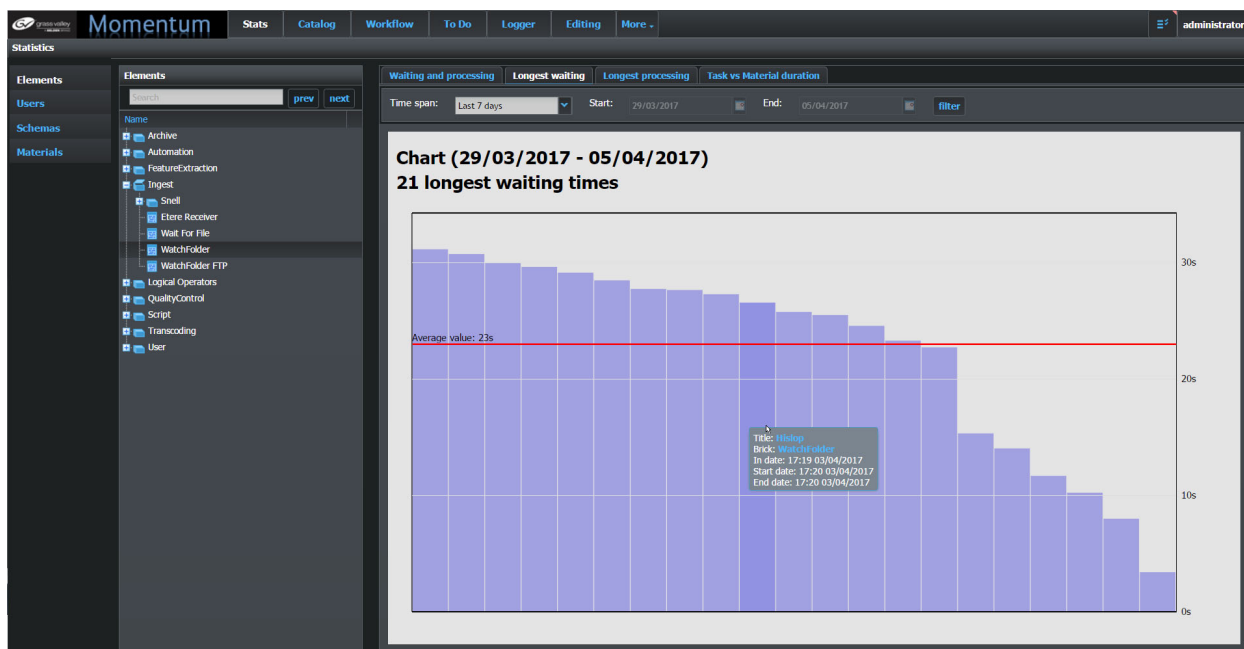 grass valley Momentum Stats Catalog Workflow To Do Logger Editing More administrator
Statistics
Elements
Users
Schemas
Materials
Elements
Search prev next
Name
Archive
Automation
FeatureExtraction
Ingest
Snell
Etere Receiver
Wait For File
WatchFolder
WatchFolder FTP
Logical Operators
QualityControl
Script
Transcoding
User
Waiting and processing Longest waiting Longest processing Task vs Material duration
Time span: Last 7 days Start: 29/03/2017 End: 05/04/2017 filter
Chart (29/03/2017 - 05/04/2017)
21 longest waiting times
30s
Average value: 23s
20s
Title: Hislop
Brick: WatchFolder
In date: 17:19 03/04/2017
Start date: 17:20 03/04/2017
End date: 17:20 03/04/2017
10s
0s